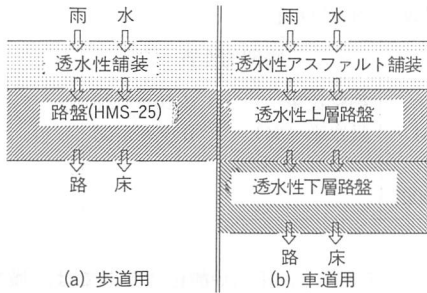 雨 水
透水性舗装
路盤(HMS-25)
路 床
(a) 歩道用
雨 水
透水性アスファルト舗装
透水性上層路盤
透水性下層路盤
路 床
(b) 車道用